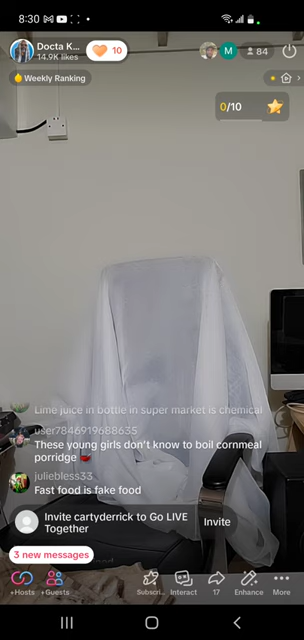 8:30
Docta K...
14.9K likes
10
M
84
Weekly Ranking
0/10
Lime juice in bottle in super market is chemical
user7846919688635
These young girls don't know to boil cornmeal
porridge
juliebless33
Fast food is fake food
Invite cartyderrick to Go LIVE
Together
Invite
3 new messages
+Hosts
+Guests
Subscri...
Interact
17
Enhance
More